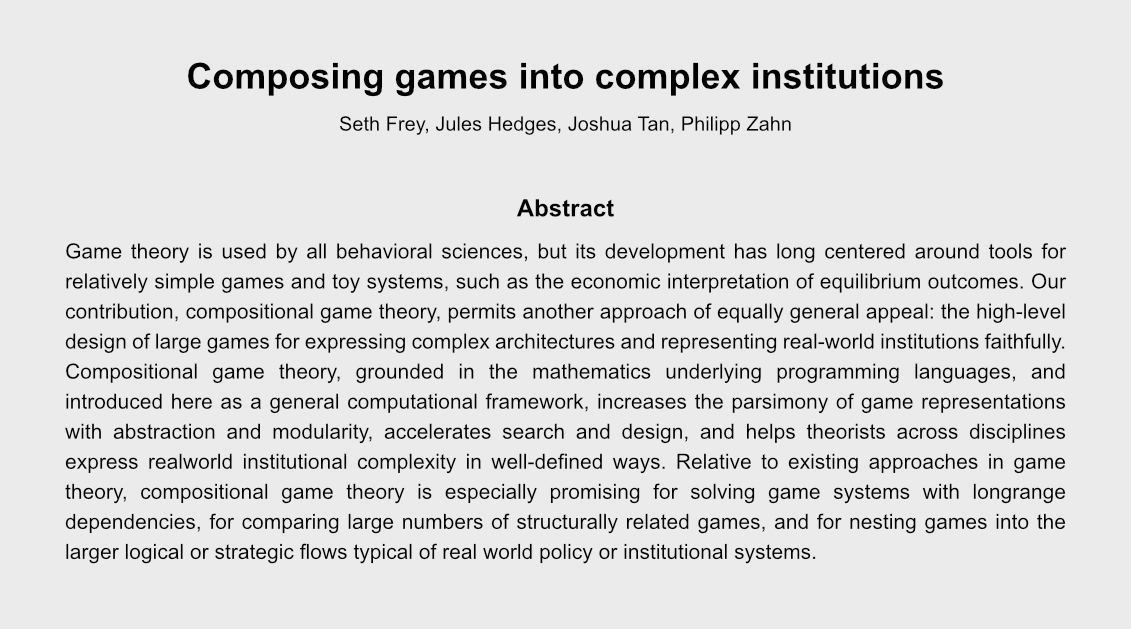 Composing games into complex institutions
Seth Frey, Jules Hedges, Joshua Tan, Philipp Zahn
Abstract
Game theory is used by all behavioral sciences, but its development has long centered around tools for
relatively simple games and toy systems, such as the economic interpretation of equilibrium outcomes. Our
contribution, compositional game theory, permits another approach of equally general appeal: the high-level
design of large games for expressing complex architectures and representing real-world institutions faithfully.
Compositional game theory, grounded in the mathematics underlying programming languages, and
introduced here as a general computational framework, increases the parsimony of game representations
with abstraction and modularity, accelerates search and design, and helps theorists across disciplines
express realworld institutional complexity in well-defined ways. Relative to existing approaches in game
theory, compositional game theory is especially promising for solving game systems with longrange
dependencies, for comparing large numbers of structurally related games, and for nesting games into the
larger logical or strategic flows typical of real world policy or institutional systems.